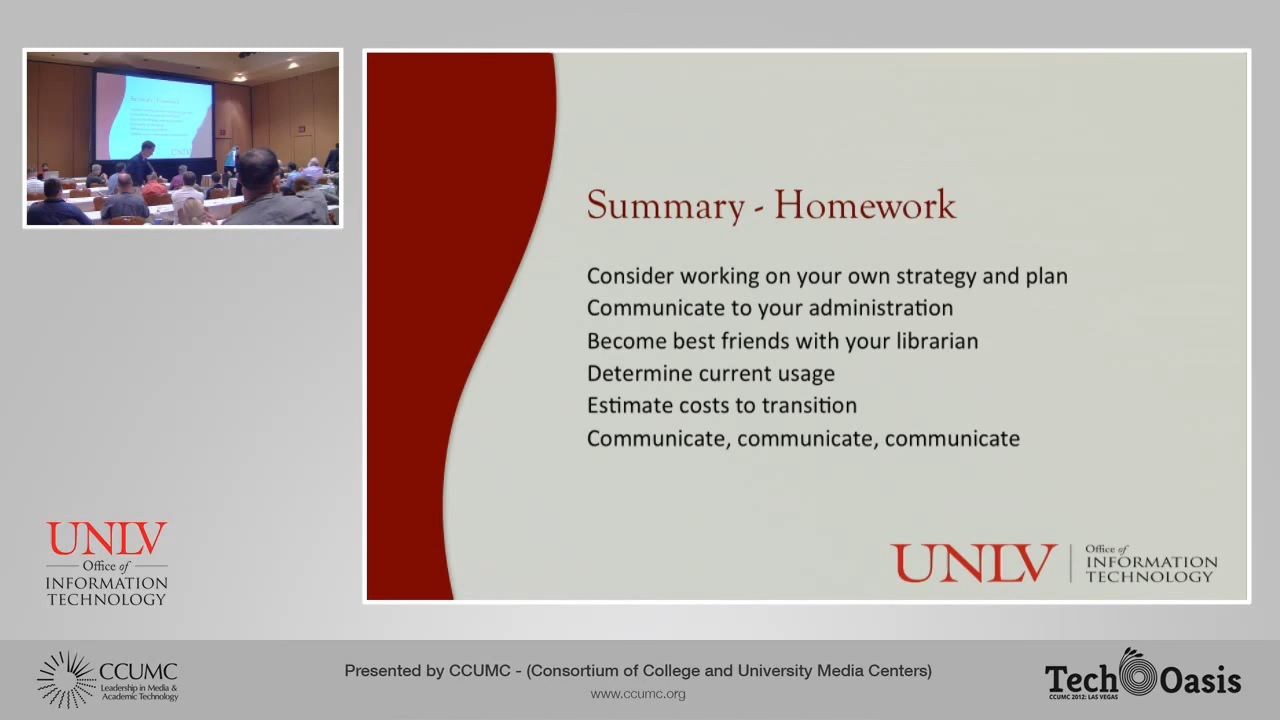 Summary - Homework
Consider working on your own strategy and plan
Communicate to your administration
Become best friends with your librarian
Determine current usage
Estimate costs to transition
Communicate, communicate, communicate
UNLV
Office of
INFORMATION
TECHNOLOGY
UNLV
Office of
INFORMATION
TECHNOLOGY
CCUMC
Leadership in Media &
Academic Technology
Presented by CCUMC - (Consortium of College and University Media Centers)
www.ccumc.org
Tech Oasis
CCUMC 2012: LAS VEGAS